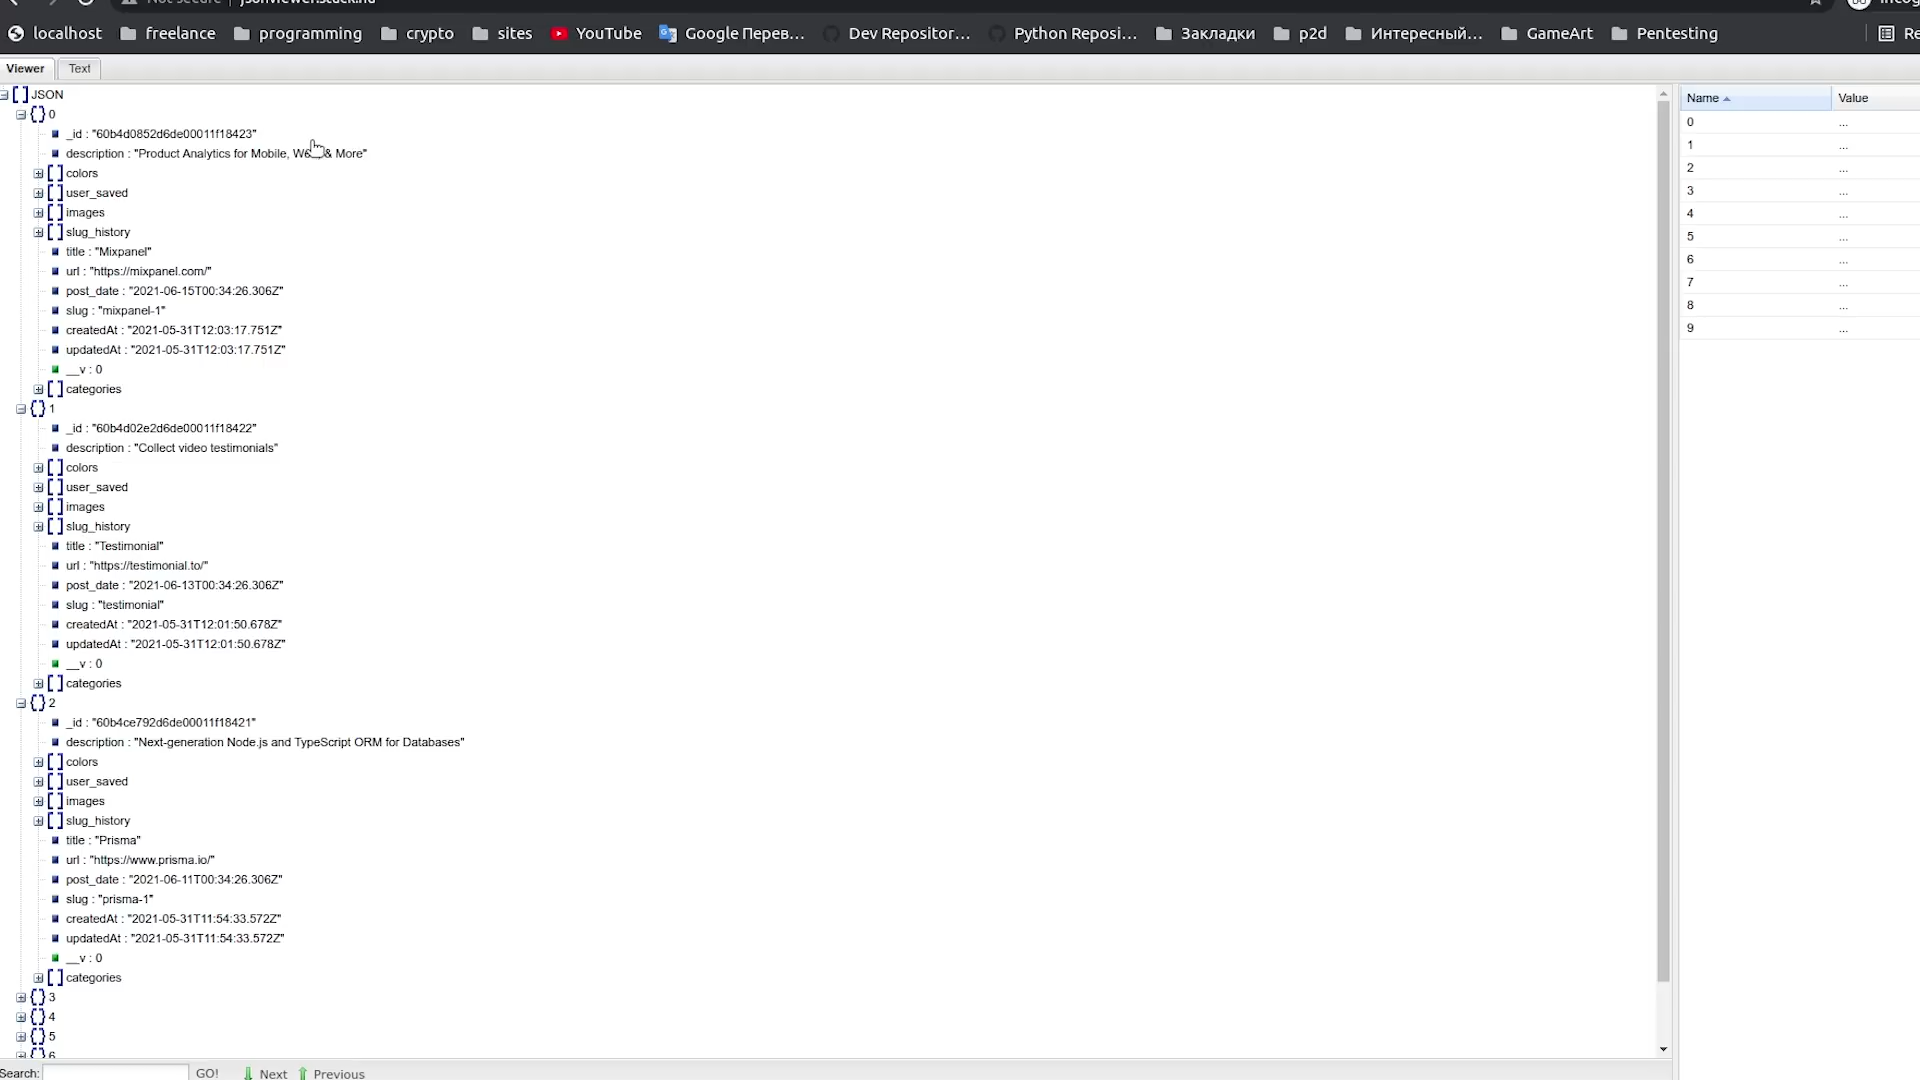 Not secure jsonviewer.stack.hu
localhost freelance programming crypto sites YouTube Google Перев... Dev Repositor... Python Reposi... Закладки p2d Интересный... GameArt Pentesting Re
Viewer Text
JSON
0
_id : "60b4d0852d6de00011f18423"
description : "Product Analytics for Mobile, We & More"
colors
user_saved
images
slug_history
title : "Mixpanel"
url : "https://mixpanel.com/"
post_date : "2021-06-15T00:34:26.306Z"
slug : "mixpanel-1"
createdAt : "2021-05-31T12:03:17.751Z"
updatedAt : "2021-05-31T12:03:17.751Z"
__v : 0
categories
1
_id : "60b4d02e2d6de00011f18422"
description : "Collect video testimonials"
colors
user_saved
images
slug_history
title : "Testimonial"
url : "https://testimonial.to/"
post_date : "2021-06-13T00:34:26.306Z"
slug : "testimonial"
createdAt : "2021-05-31T12:01:50.678Z"
updatedAt : "2021-05-31T12:01:50.678Z"
__v : 0
categories
2
_id : "60b4ce792d6de00011f18421"
description : "Next-generation Node.js and TypeScript ORM for Databases"
colors
user_saved
images
slug_history
title : "Prisma"
url : "https://www.prisma.io/"
post_date : "2021-06-11T00:34:26.306Z"
slug : "prisma-1"
createdAt : "2021-05-31T11:54:33.572Z"
updatedAt : "2021-05-31T11:54:33.572Z"
__v : 0
categories
3
4
5
6
Search: GO! Next Previous
Name Value
0 ...
1 ...
2 ...
3 ...
4 ...
5 ...
6 ...
7 ...
8 ...
9 ...